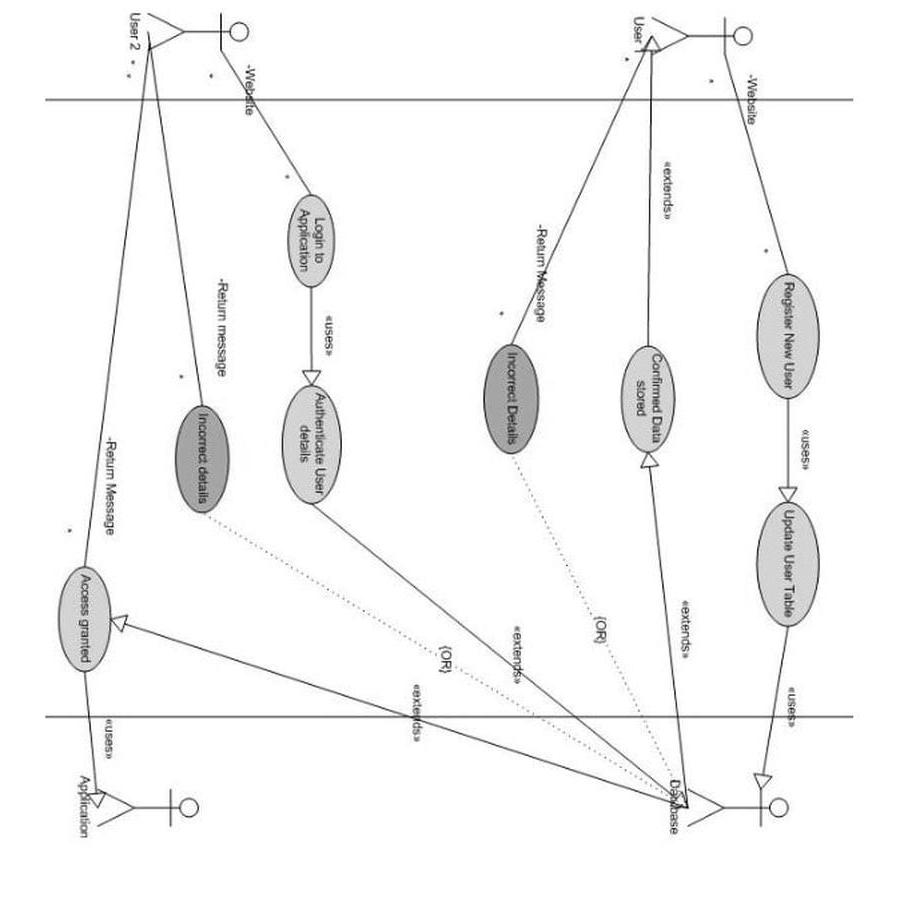 «uses»
Register New User
Update User Table
«uses»
-Website
«extends»
«extends»
Confirmed Data
stored
Database
User 1
{OR}
-Return Message
Incorrect Details
«extends»
{OR}
«extends»
«uses»
Login to
Application
Authenticate User
details
-Website
-Return message
Incorrect details
User 2
-Return Message
«uses»
Access granted
Application